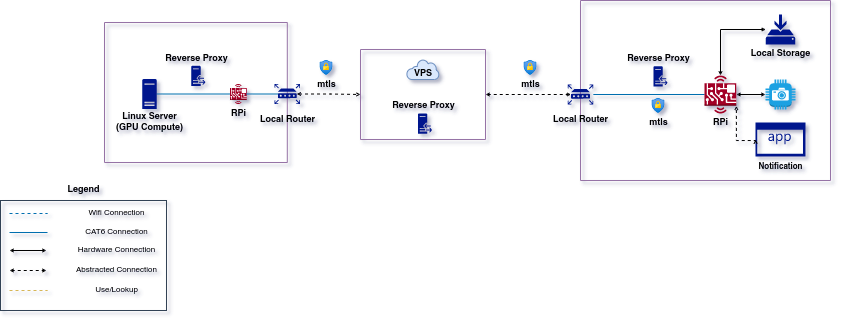 Reverse Proxy
Linux Server
(GPU Compute)
RPi
Local Router
mtls
VPS
Reverse Proxy
mtls
Local Router
Reverse Proxy
mtls
RPi
Local Storage
app
Notification
Legend
Wifi Connection
CAT6 Connection
Hardware Connection
Abstracted Connection
Use/Lookup